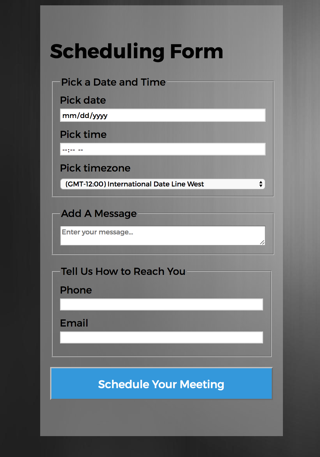 Scheduling Form
Pick a Date and Time
Pick date
mm/dd/yyyy
Pick time
--:-- --
Pick timezone
(GMT-12:00) International Date Line West
Add A Message
Enter your message...
Tell Us How to Reach You
Phone
Email
Schedule Your Meeting